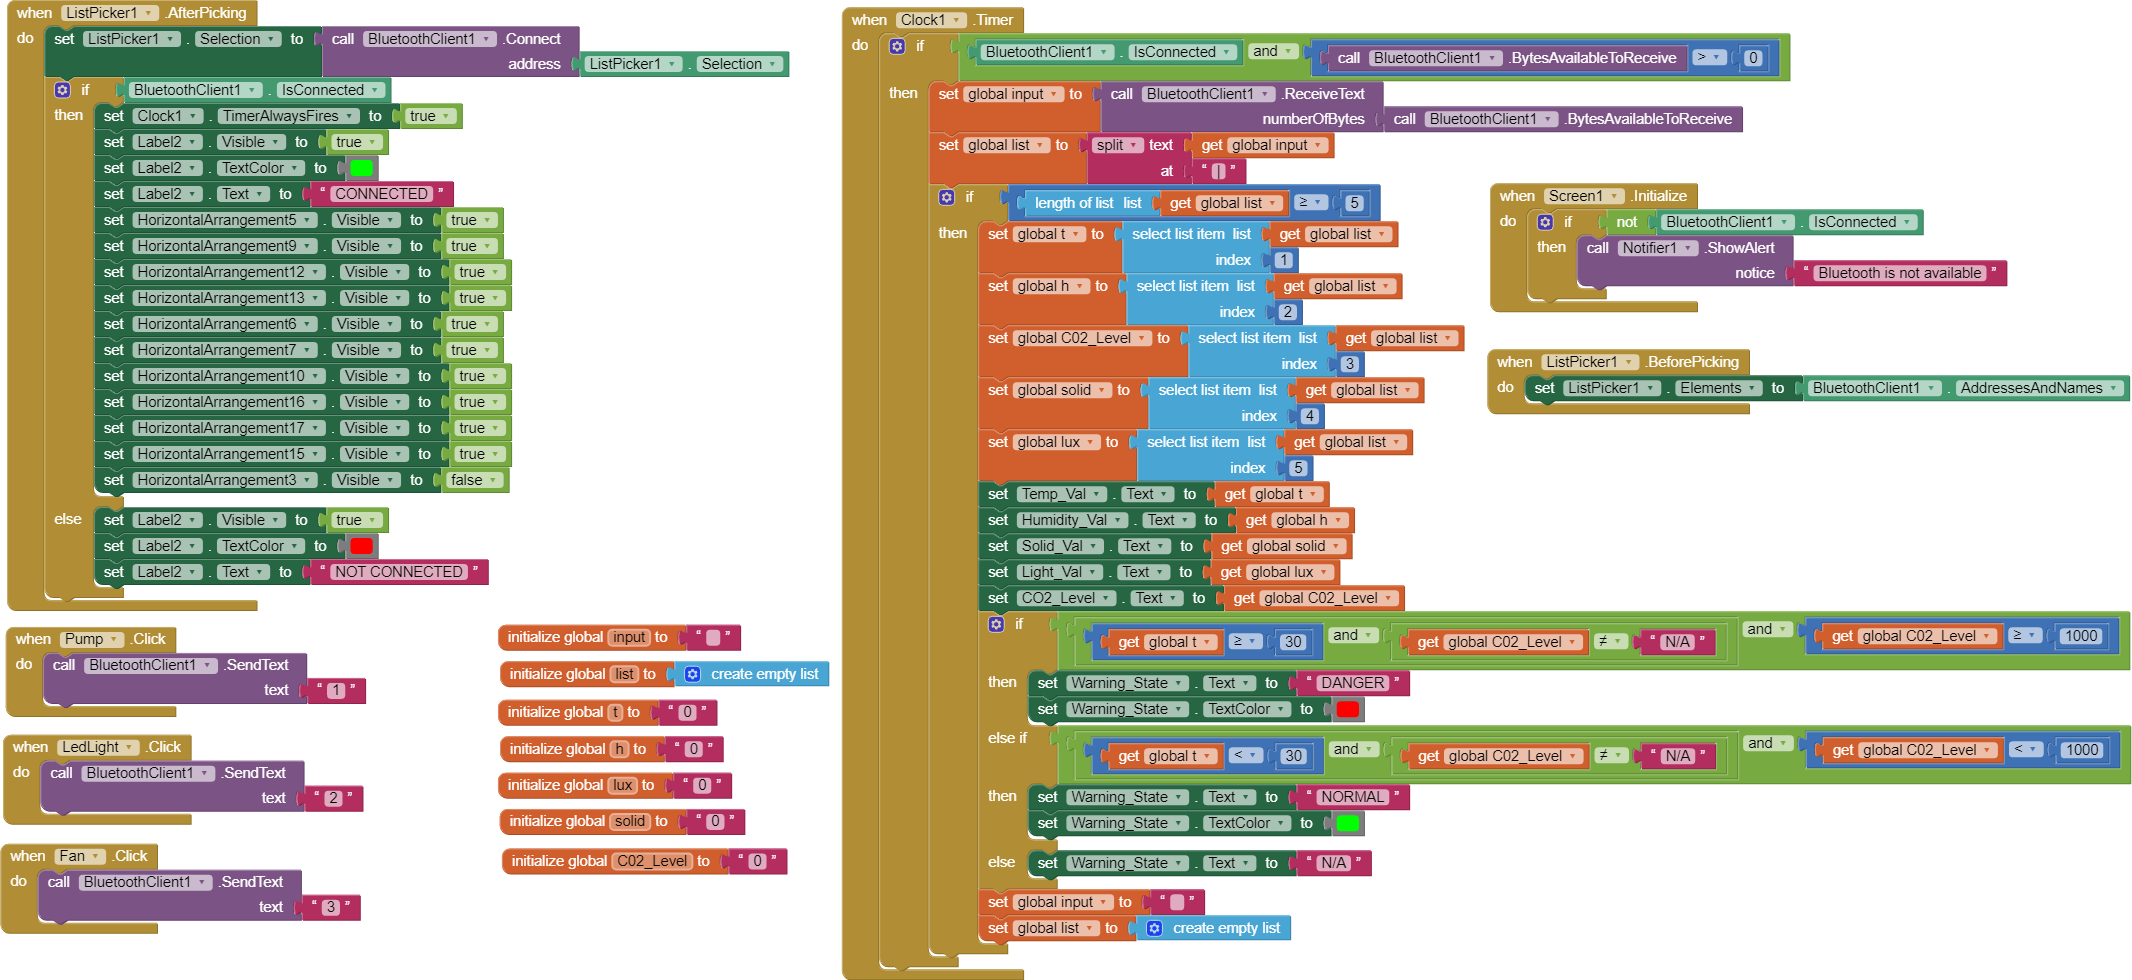 when ListPicker1 .AfterPicking
do set ListPicker1 . Selection to call BluetoothClient1 .Connect
address ListPicker1 . Selection
if BluetoothClient1 . IsConnected
then set Clock1 . TimerAlwaysFires to true
set Label2 . Visible to true
set Label2 . TextColor to
set Label2 . Text to " CONNECTED "
set HorizontalArrangement5 . Visible to true
set HorizontalArrangement9 . Visible to true
set HorizontalArrangement12 . Visible to true
set HorizontalArrangement13 . Visible to true
set HorizontalArrangement6 . Visible to true
set HorizontalArrangement7 . Visible to true
set HorizontalArrangement10 . Visible to true
set HorizontalArrangement16 . Visible to true
set HorizontalArrangement17 . Visible to true
set HorizontalArrangement15 . Visible to true
set HorizontalArrangement3 . Visible to false
else set Label2 . Visible to true
set Label2 . TextColor to
set Label2 . Text to " NOT CONNECTED "
when Pump .Click
do call BluetoothClient1 .SendText
text " 1 "
when LedLight .Click
do call BluetoothClient1 .SendText
text " 2 "
when Fan .Click
do call BluetoothClient1 .SendText
text " 3 "
initialize global input to " "
initialize global list to create empty list
initialize global t to " 0 "
initialize global h to " 0 "
initialize global lux to " 0 "
initialize global solid to " 0 "
initialize global C02_Level to " 0 "
when Clock1 .Timer
do if BluetoothClient1 . IsConnected and call BluetoothClient1 .BytesAvailableToReceive > 0
then set global input to call BluetoothClient1 .ReceiveText
numberOfBytes call BluetoothClient1 .BytesAvailableToReceive
set global list to split text get global input
at " | "
if length of list list get global list ≥ 5
then set global t to select list item list get global list
index 1
set global h to select list item list get global list
index 2
set global C02_Level to select list item list get global list
index 3
set global solid to select list item list get global list
index 4
set global lux to select list item list get global list
index 5
set Temp_Val . Text to get global t
set Humidity_Val . Text to get global h
set Solid_Val . Text to get global solid
set Light_Val . Text to get global lux
set CO2_Level . Text to get global C02_Level
if get global t ≥ 30 and get global C02_Level ≠ " N/A " and get global C02_Level ≥ 1000
then set Warning_State . Text to " DANGER "
set Warning_State . TextColor to
else if get global t < 30 and get global C02_Level ≠ " N/A " and get global C02_Level < 1000
then set Warning_State . Text to " NORMAL "
set Warning_State . TextColor to
else set Warning_State . Text to " N/A "
set global input to " "
set global list to create empty list
when Screen1 .Initialize
do if not BluetoothClient1 . IsConnected
then call Notifier1 .ShowAlert
notice " Bluetooth is not available "
when ListPicker1 .BeforePicking
do set ListPicker1 . Elements to BluetoothClient1 . AddressesAndNames